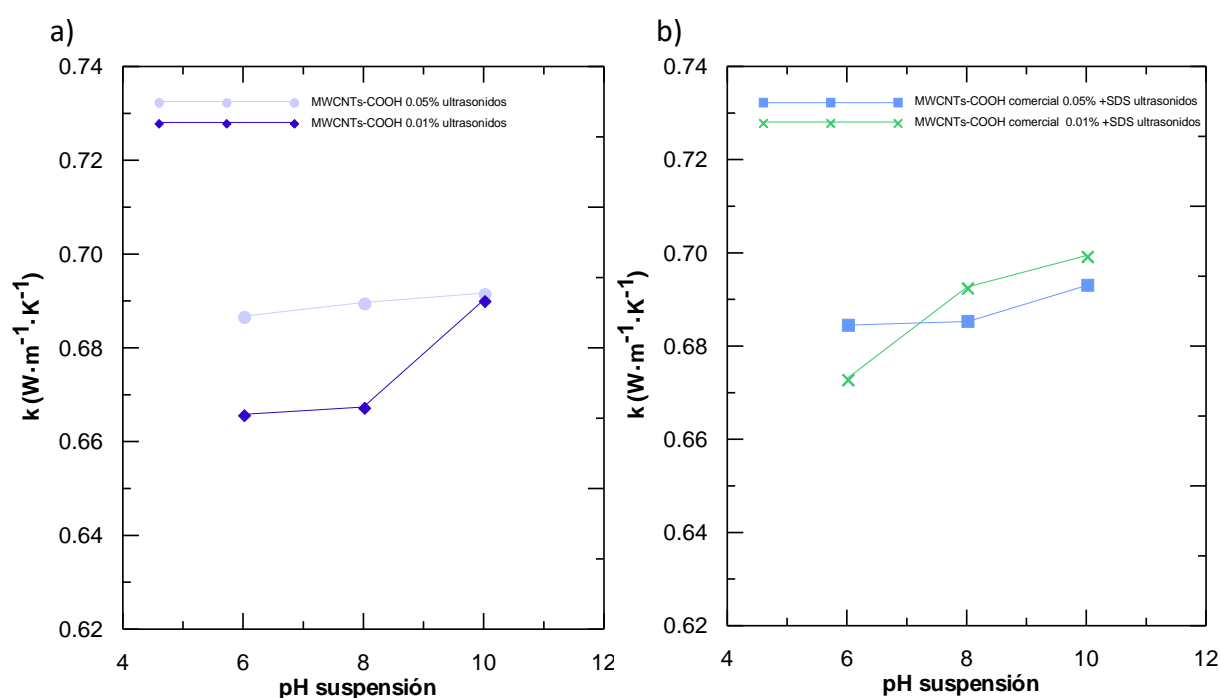 a)
0.74
0.72
0.70
0.68
0.66
0.64
0.62
k (W·m⁻¹·K⁻¹)
MWCNTs-COOH 0.05% ultrasonidos
MWCNTs-COOH 0.01% ultrasonidos
4 6 8 10 12
pH suspensión
b)
0.74
0.72
0.70
0.68
0.66
0.64
0.62
k (W·m⁻¹·K⁻¹)
MWCNTs-COOH comercial 0.05% +SDS ultrasonidos
MWCNTs-COOH comercial 0.01% +SDS ultrasonidos
4 6 8 10 12
pH suspensión